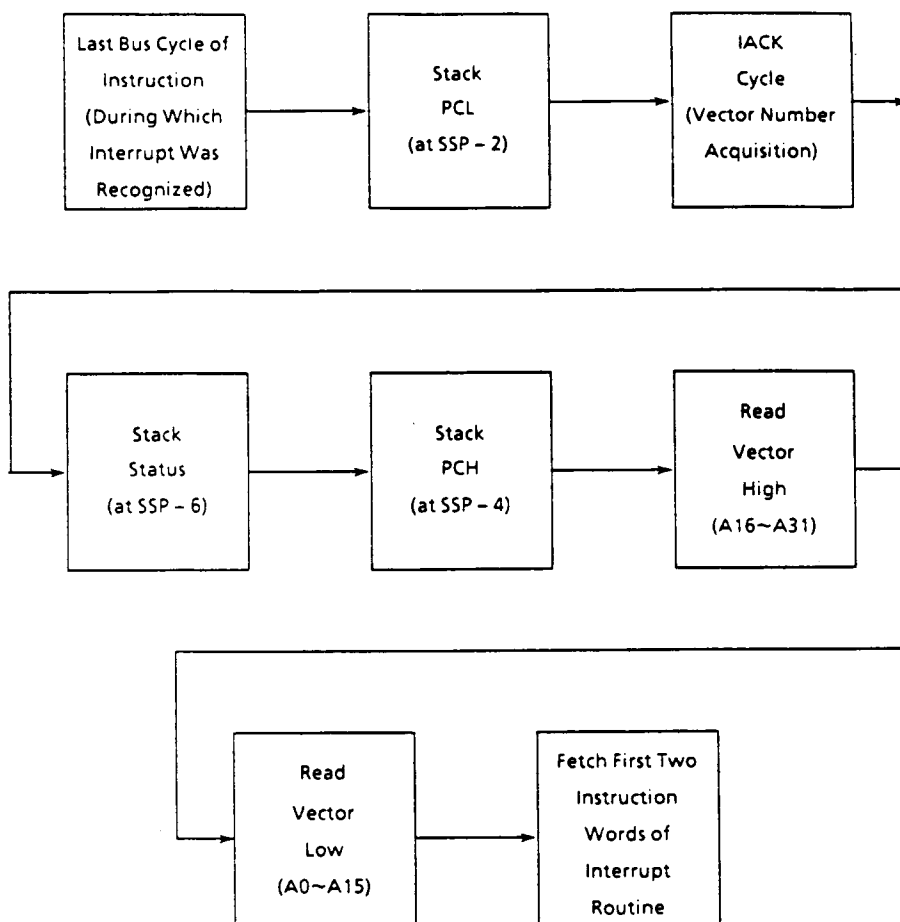 Last Bus Cycle of
Instruction
(During Which
Interrupt Was
Recognized)
Stack
PCL
(at SSP – 2)
IACK
Cycle
(Vector Number
Acquisition)
Stack
Status
(at SSP – 6)
Stack
PCH
(at SSP – 4)
Read
Vector
High
(A16~A31)
Read
Vector
Low
(A0~A15)
Fetch First Two
Instruction
Words of
Interrupt
Routine